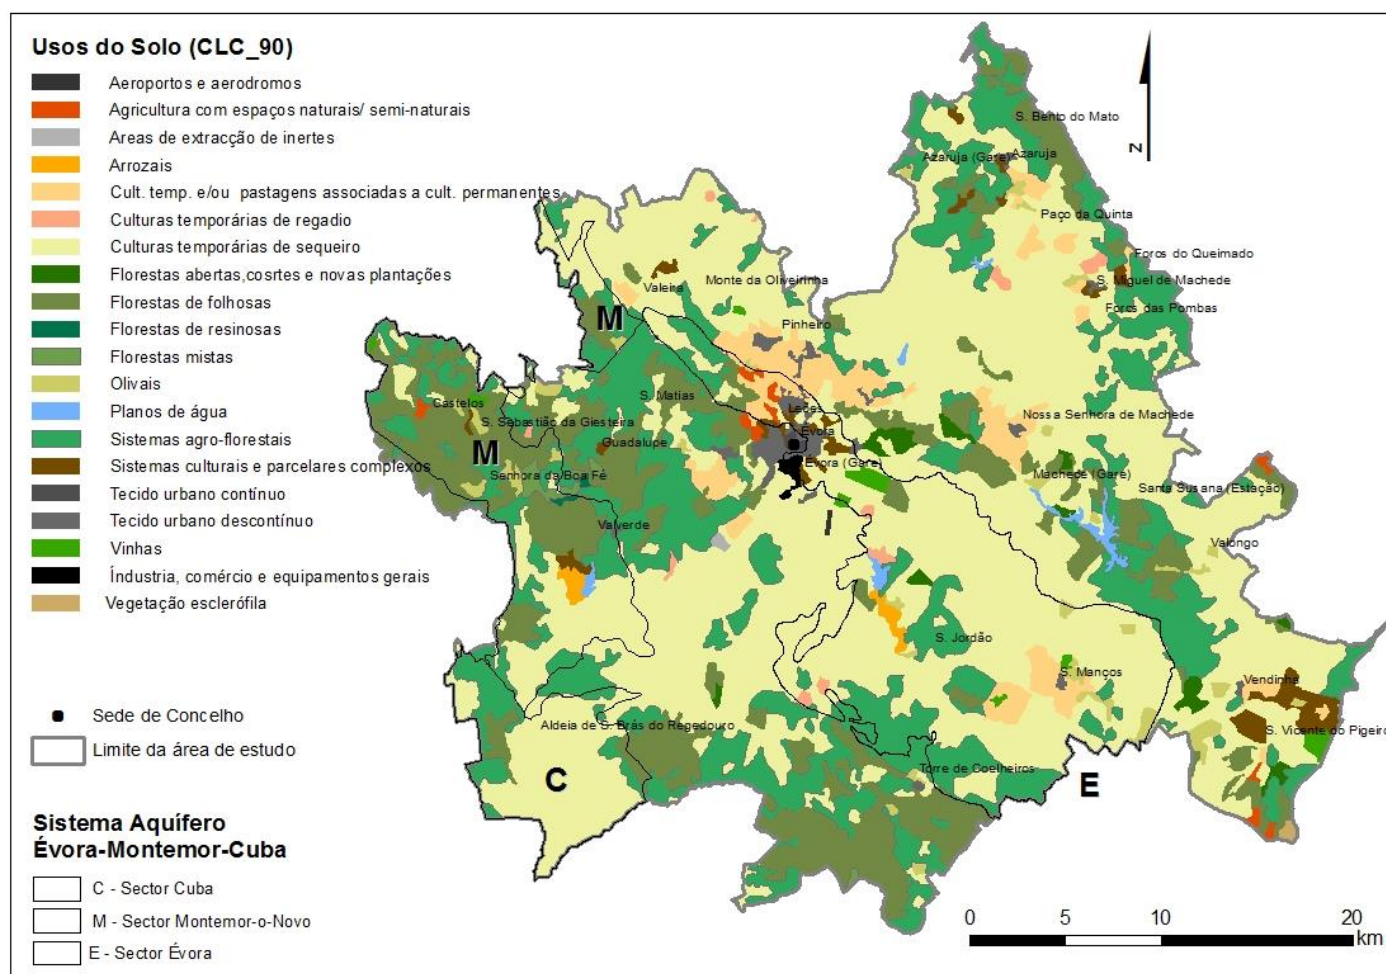 Usos do Solo (CLC_90)
Aeroportos e aerodromos
Agricultura com espaços naturais/ semi-naturais
Areas de extracção de inertes
Arrozais
Cult. temp. e/ou pastagens associadas a cult. permanentes
Culturas temporárias de regadio
Culturas temporárias de sequeiro
Florestas abertas,cosrtes e novas plantações
Florestas de folhosas
Florestas de resinosas
Florestas mistas
Olivais
Planos de água
Sistemas agro-florestais
Sistemas culturais e parcelares complexos
Tecido urbano contínuo
Tecido urbano descontínuo
Vinhas
Índustria, comércio e equipamentos gerais
Vegetação esclerófila
Sede de Concelho
Limite da área de estudo
Sistema Aquífero
Évora-Montemor-Cuba
C - Sector Cuba
M - Sector Montemor-o-Novo
E - Sector Évora
N
S. Bento do Mato
Azaruja (Gare)
Azaruja
Paço da Quinta
Foros do Queimado
S. Miguel de Machede
Foros das Pombas
Monte da Oliveirinha
Valeira
M
Pinheiro
S. Matias
Castelos
S. Sebastião da Giesteira
Leões
Nossa Senhora de Machede
Guadalupe
Évora
M
Évora (Gare)
Senhora da Boa Fé
Machede (Gare)
Santa Susana (Estação)
Valverde
Valongo
S. Jordão
S. Manços
Vendinha
Aldeia de S. Brás do Regedouro
S. Vicente do Pigeiro
C
Torre de Coelheiros
E
0 5 10 20
km